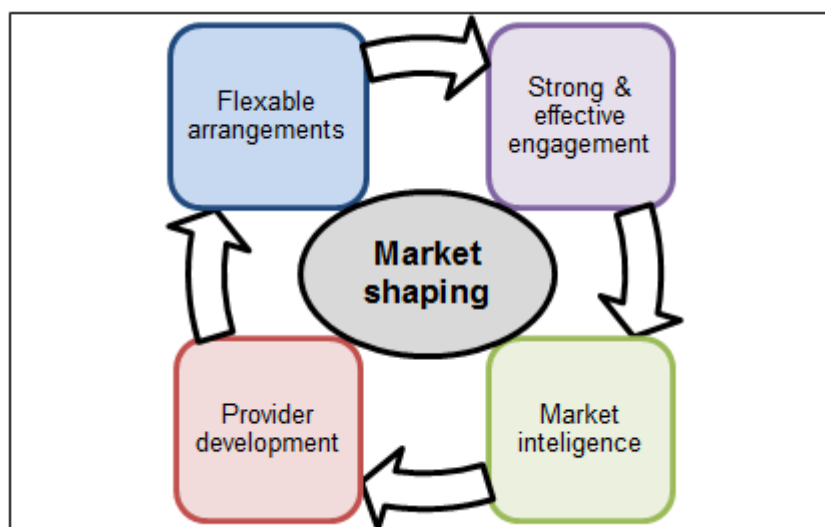 Flexable
arrangements
Strong &
effective
engagement
Market
shaping
Provider
development
Market
inteligence